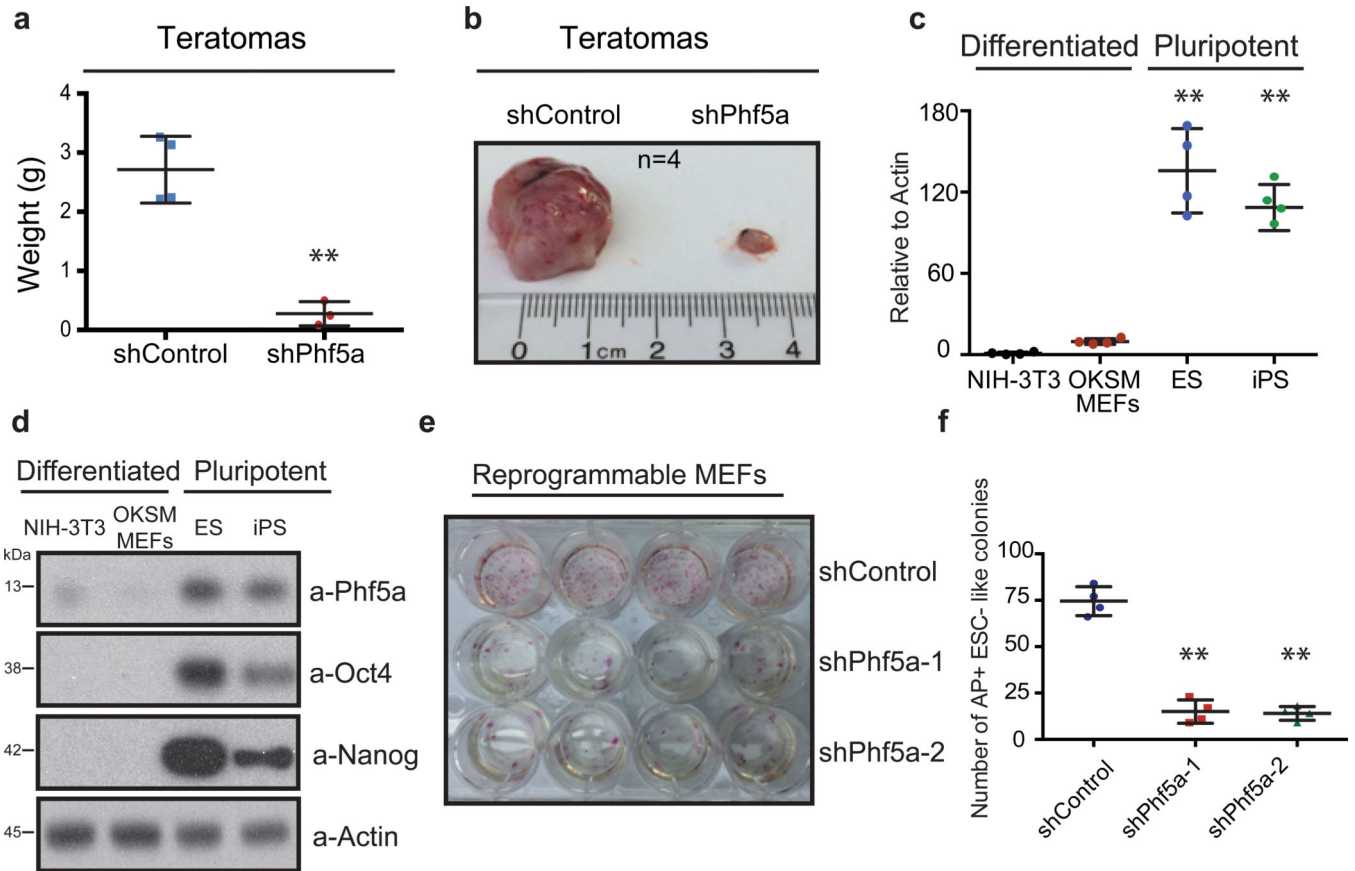 a
Teratomas
Weight (g)
4
3
2
1
0
**
shControl
shPhf5a
b
Teratomas
shControl
shPhf5a
n=4
0 1cm 2 3 4
c
Differentiated
Pluripotent
**
**
Relative to Actin
180
120
60
0
NIH-3T3
OKSM
MEFs
ES
iPS
d
Differentiated
Pluripotent
NIH-3T3
OKSM
MEFs
ES
iPS
kDa
13
a-Phf5a
38
a-Oct4
42
a-Nanog
45
a-Actin
e
Reprogrammable MEFs
shControl
shPhf5a-1
shPhf5a-2
f
Number of AP+ ESC- like colonies
100
75
50
25
0
**
**
shControl
shPhf5a-1
shPhf5a-2